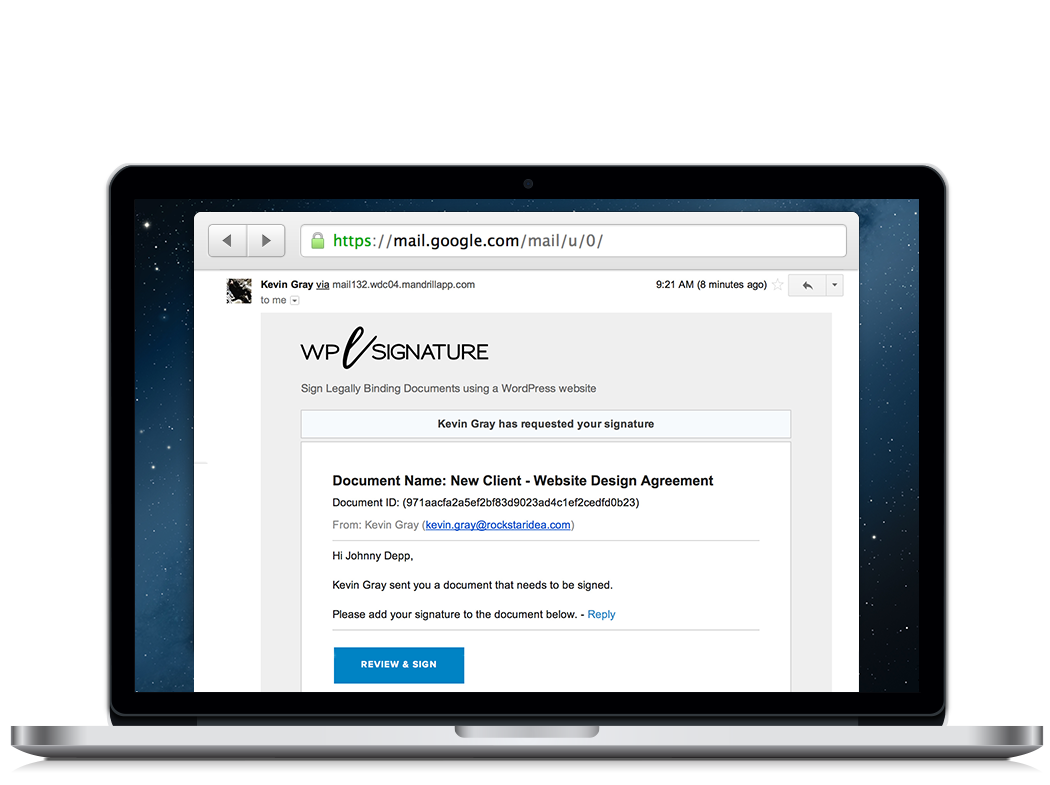 https://mail.google.com/mail/u/0/
Kevin Gray via mail132.wdc04.mandrillapp.com
9:21 AM (8 minutes ago)
to me
WP e SIGNATURE
Sign Legally Binding Documents using a WordPress website
Kevin Gray has requested your signature
Document Name: New Client - Website Design Agreement
Document ID: (971aacfa2a5ef2bf83d9023ad4c1ef2cedfd0b23)
From: Kevin Gray (kevin.gray@rockstaridea.com)
Hi Johnny Depp,
Kevin Gray sent you a document that needs to be signed.
Please add your signature to the document below. - Reply
REVIEW & SIGN